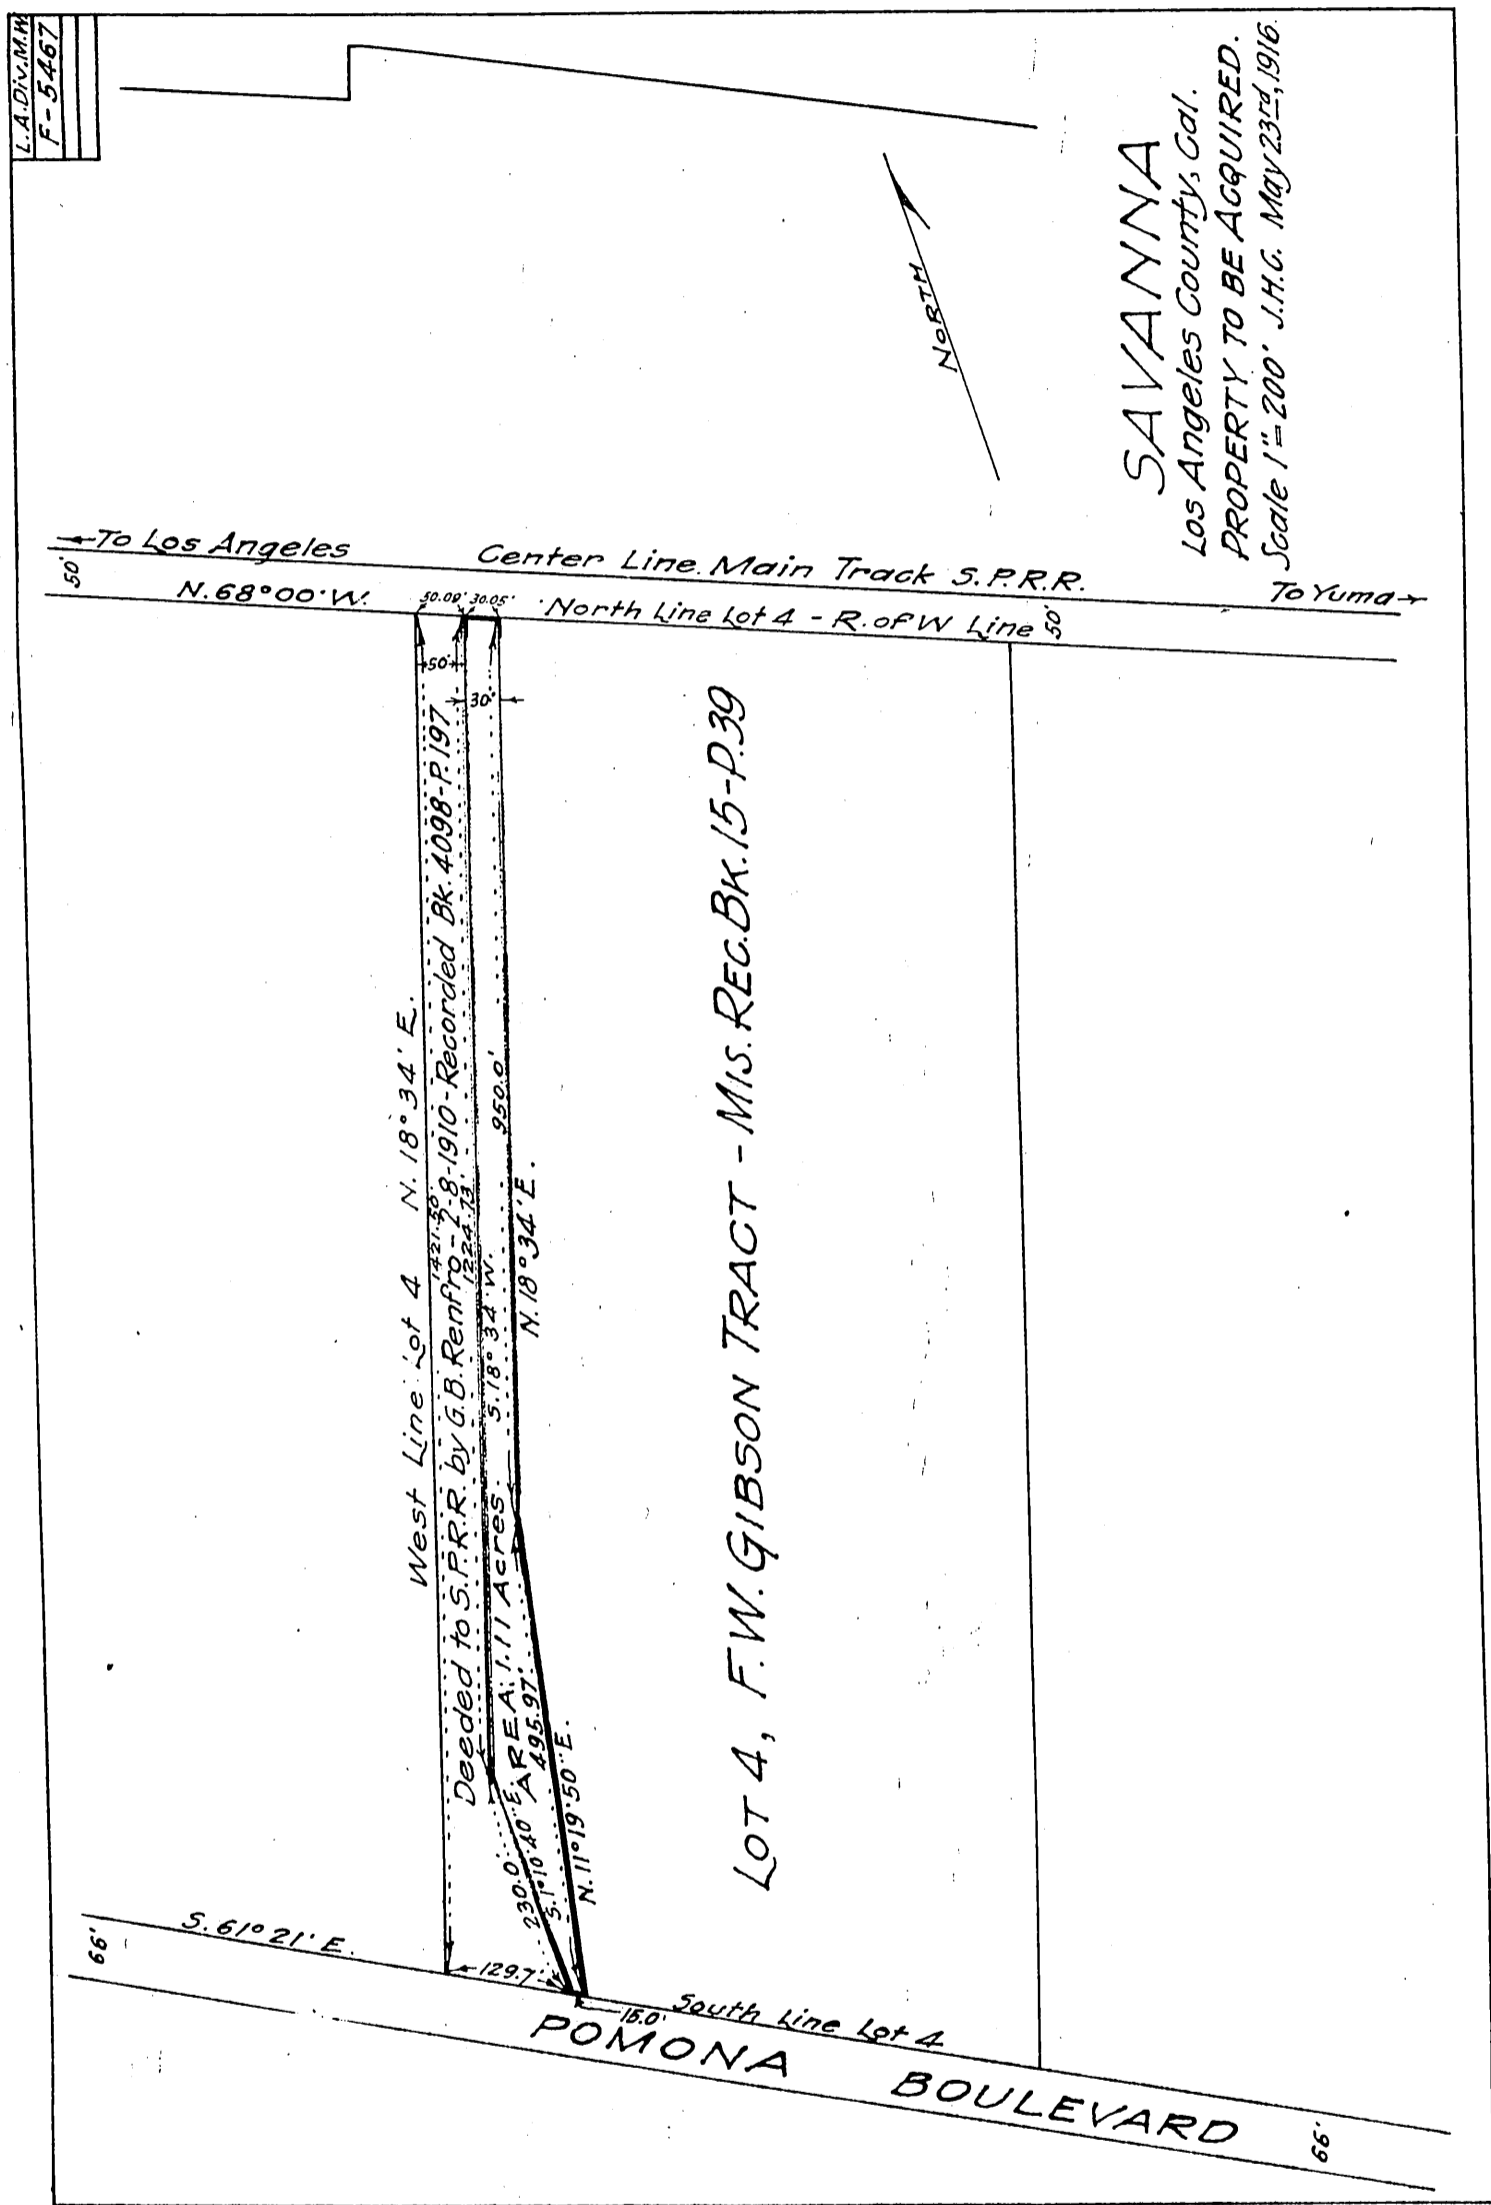 L.A.Div.M.W
F-5467
SAVANNA
Los Angeles County, Cal.
PROPERTY TO BE ACQUIRED.
Scale 1"=200' J.H.G. May 23rd, 1916.
NORTH
To Los Angeles
Center Line Main Track S.P.R.R.
To Yuma
50'
N.68°00'W.
50.09' 30.05'
North Line Lot 4 - R. of W Line
50'
50'
30'
West Line Lot 4 N.18°34'E.
1421.50'
Deeded to S.P.R.R. by G.B. Renfro-2-8-1910-Recorded Bk. 4098-P.197
1224.73'
S.18°34'W.
950.0'
N.18°34'E.
AREA: 1.11 Acres
495.97'
N.11°19'50"E.
230.0'
S.1°10'40"E.
LOT 4, F.W. GIBSON TRACT - MIS. REC. BK. 15-P.39
66'
S.61°21'E.
129.7'
15.0'
South Line Lot 4
POMONA BOULEVARD
66'